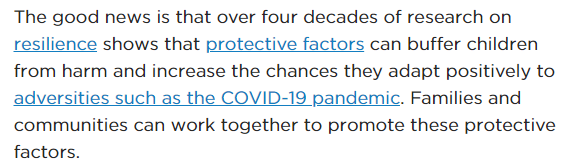 The good news is that over four decades of research on
resilience shows that protective factors can buffer children
from harm and increase the chances they adapt positively to
adversities such as the COVID-19 pandemic. Families and
communities can work together to promote these protective
factors.